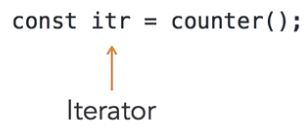 const itr = counter();
Iterator